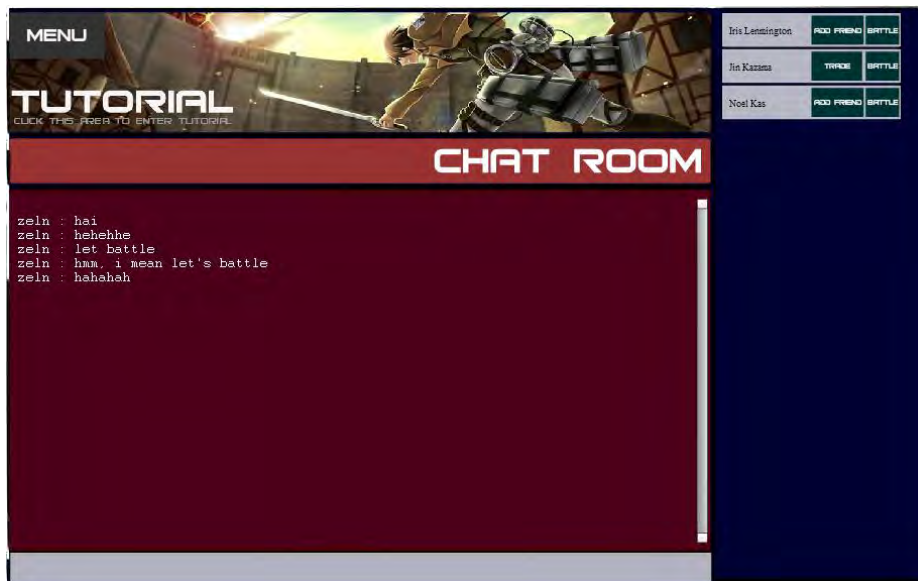 MENU
TUTORIAL
CLICK THIS AREA TO ENTER TUTORIAL
CHAT ROOM
zeln : hai
zeln : hehehhe
zeln : let battle
zeln : hmm, i mean let's battle
zeln : hahahah
Iris Lenmington ADD FRIEND BATTLE
Jin Kazama TRADE BATTLE
Noel Kas ADD FRIEND BATTLE